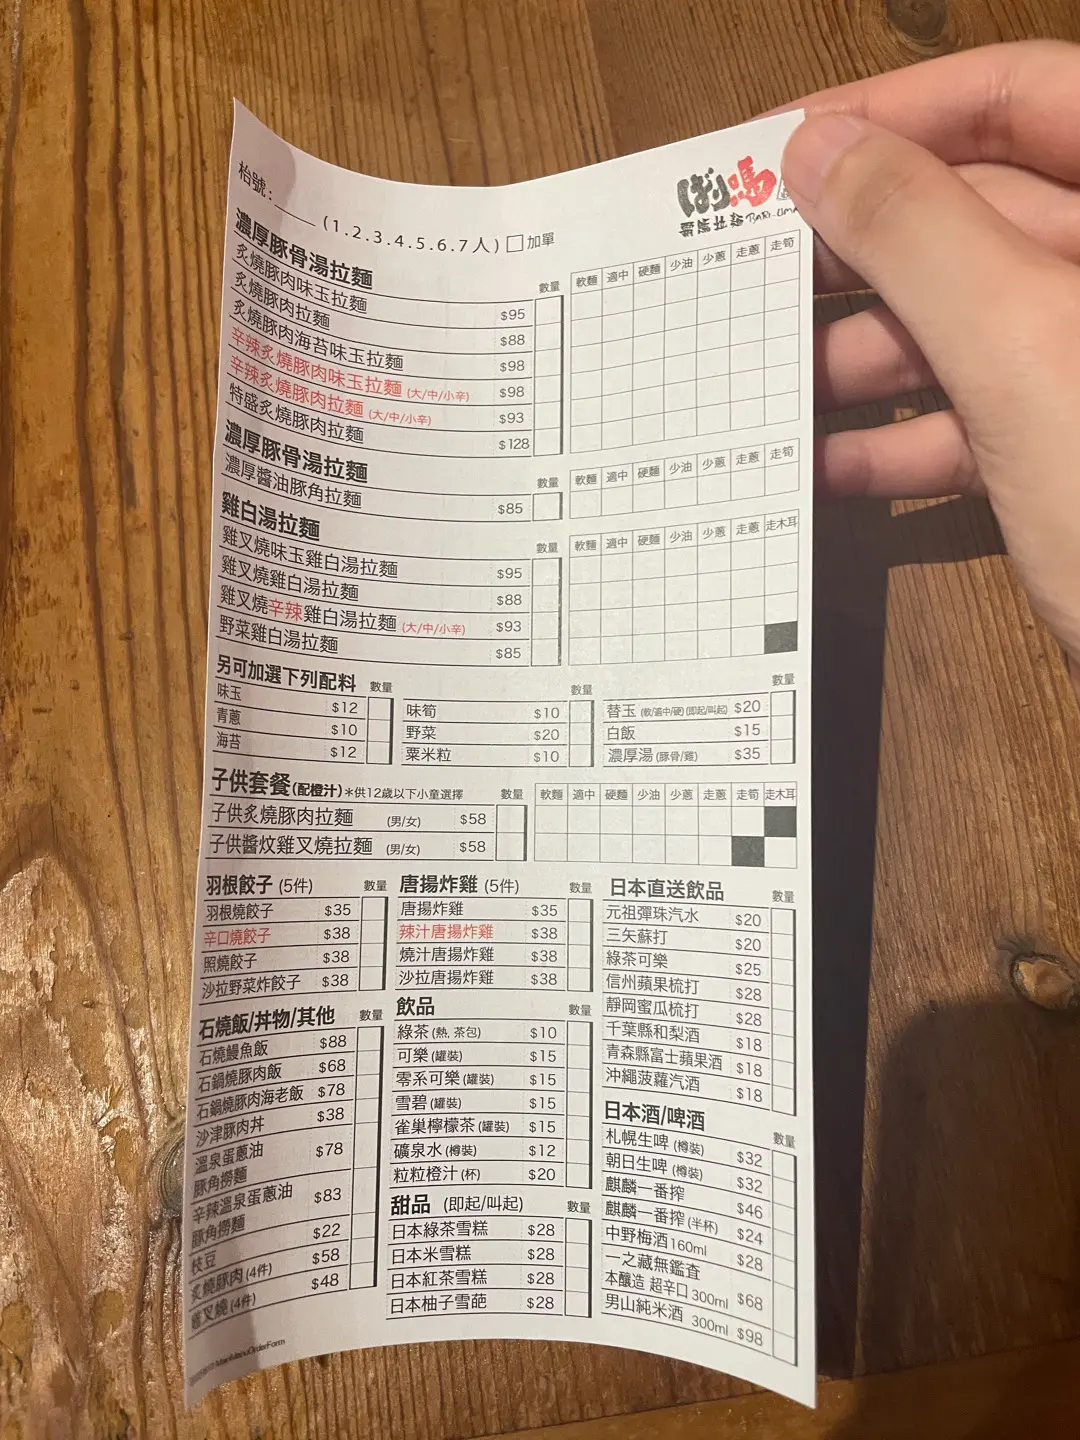 枱號:____ (1.2.3.4.5.6.7人) □加單
ばり嗎
霸嗎拉麵 BARI-UMA
濃厚豚骨湯拉麵 數量 軟麵 適中 硬麵 少油 少蔥 走蔥 走筍
炙燒豚肉味玉拉麵 $95
炙燒豚肉拉麵 $88
炙燒豚肉海苔味玉拉麵 $98
辛辣炙燒豚肉味玉拉麵 (大/中/小辛) $98
辛辣炙燒豚肉拉麵 (大/中/小辛) $93
特盛炙燒豚肉拉麵 $128
濃厚豚骨湯拉麵 數量 軟麵 適中 硬麵 少油 少蔥 走蔥 走筍
濃厚醬油豚角拉麵 $85
雞白湯拉麵 數量 軟麵 適中 硬麵 少油 少蔥 走蔥 走木耳
雞叉燒味玉雞白湯拉麵 $95
雞叉燒雞白湯拉麵 $88
雞叉燒辛辣雞白湯拉麵 (大/中/小辛) $93
野菜雞白湯拉麵 $85
另可加選下列配料 數量 數量 數量
味玉 $12
青蔥 $10
海苔 $12
味筍 $10
野菜 $20
粟米粒 $10
替玉 (軟/適中/硬) (即起/叫起) $20
白飯 $15
濃厚湯 (豚骨/雞) $35
子供套餐(配橙汁) *供12歲以下小童選擇 數量 軟麵 適中 硬麵 少油 少蔥 走蔥 走筍 走木耳
子供炙燒豚肉拉麵 (男/女) $58
子供醬炆雞叉燒拉麵 (男/女) $58
羽根餃子 (5件) 數量
羽根燒餃子 $35
辛口燒餃子 $38
照燒餃子 $38
沙拉野菜炸餃子 $38
石燒飯/丼物/其他 數量
石燒鰻魚飯 $88
石鍋燒豚肉飯 $68
石鍋燒豚肉海老飯 $78
沙津豚肉丼 $38
溫泉蛋蔥油
豚角撈麵 $78
辛辣溫泉蛋蔥油
豚角撈麵 $83
枝豆 $22
炙燒豚肉 (4件) $58
雞叉燒 (4件) $48
唐揚炸雞 (5件) 數量
唐揚炸雞 $35
辣汁唐揚炸雞 $38
燒汁唐揚炸雞 $38
沙拉唐揚炸雞 $38
飲品 數量
綠茶 (熱, 茶包) $10
可樂 (罐裝) $15
零系可樂 (罐裝) $15
雪碧 (罐裝) $15
雀巢檸檬茶 (罐裝) $15
礦泉水 (樽裝) $12
粒粒橙汁 (杯) $20
甜品 (即起/叫起) 數量
日本綠茶雪糕 $28
日本米雪糕 $28
日本紅茶雪糕 $28
日本柚子雪葩 $28
日本直送飲品 數量
元祖彈珠汽水 $20
三矢蘇打 $20
綠茶可樂 $25
信州蘋果梳打 $28
靜岡蜜瓜梳打 $28
千葉縣和梨酒 $18
青森縣富士蘋果酒 $18
沖繩菠蘿汽酒 $18
日本酒/啤酒 數量
札幌生啤 (樽裝) $32
朝日生啤 (樽裝) $32
麒麟一番搾 $46
麒麟一番搾 (半杯) $24
中野梅酒 160ml $28
一之藏無鑑査
本釀造 超辛口 300ml $68
男山純米酒 300ml $98
MainMenuOrderForm